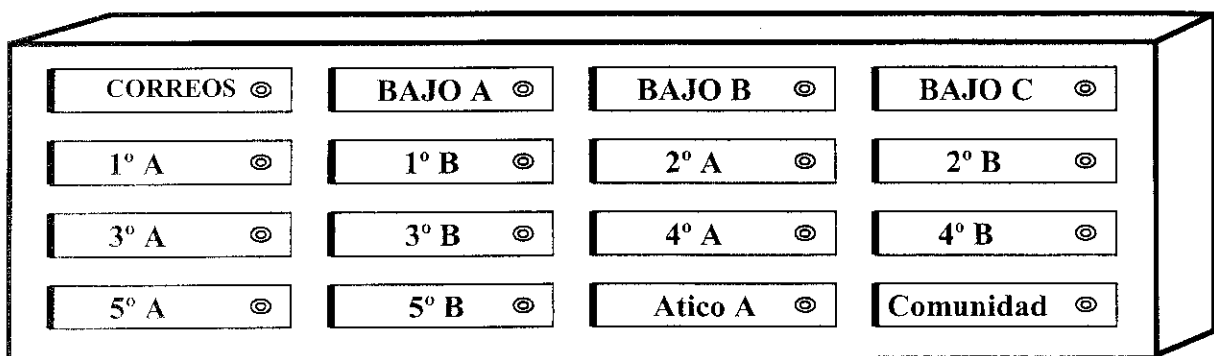 CORREOS BAJO A BAJO B BAJO C
1º A 1º B 2º A 2º B
3º A 3º B 4º A 4º B
5º A 5º B Atico A Comunidad